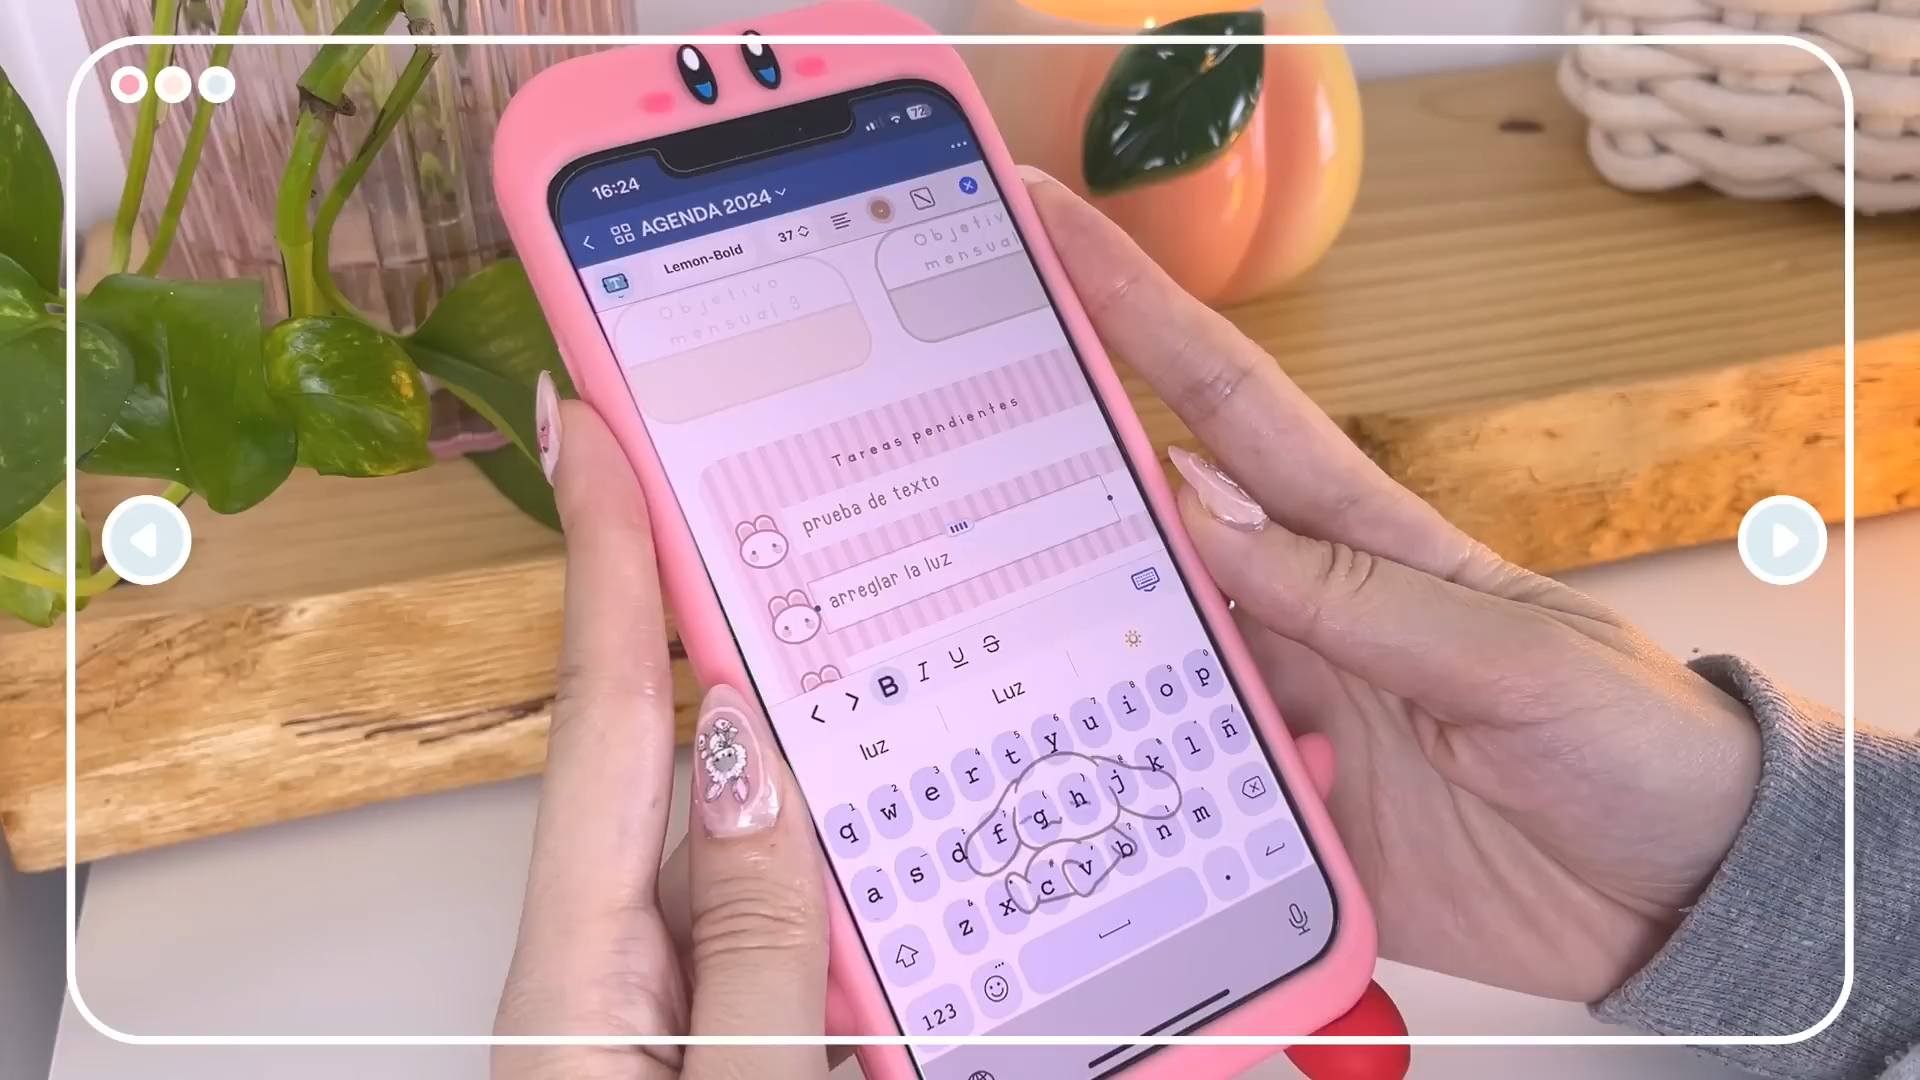 16:24
72
AGENDA 2024
Lemon-Bold
37
Objetivo
mensual 3
Objetiv
mensual
Tareas pendientes
prueba de texto
arreglar la luz
B I U S
luz
Luz
q w e r t y u i o p
a s d f g h j k l ñ
z x c v b n m
123